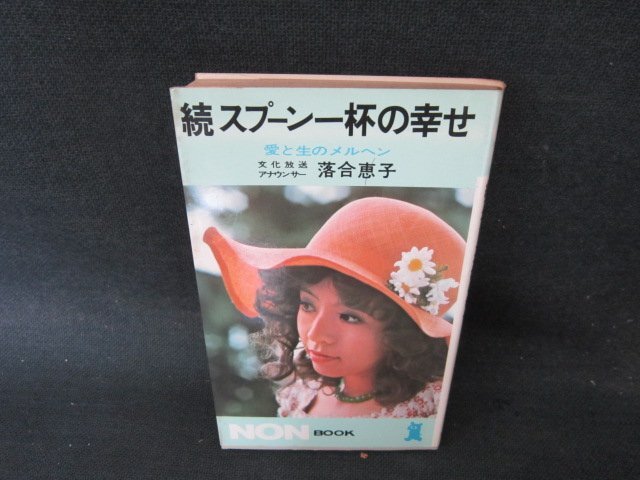 続 スプーン一杯の幸せ
愛と生のメルヘン
文化放送
アナウンサー 落合恵子
NON BOOK